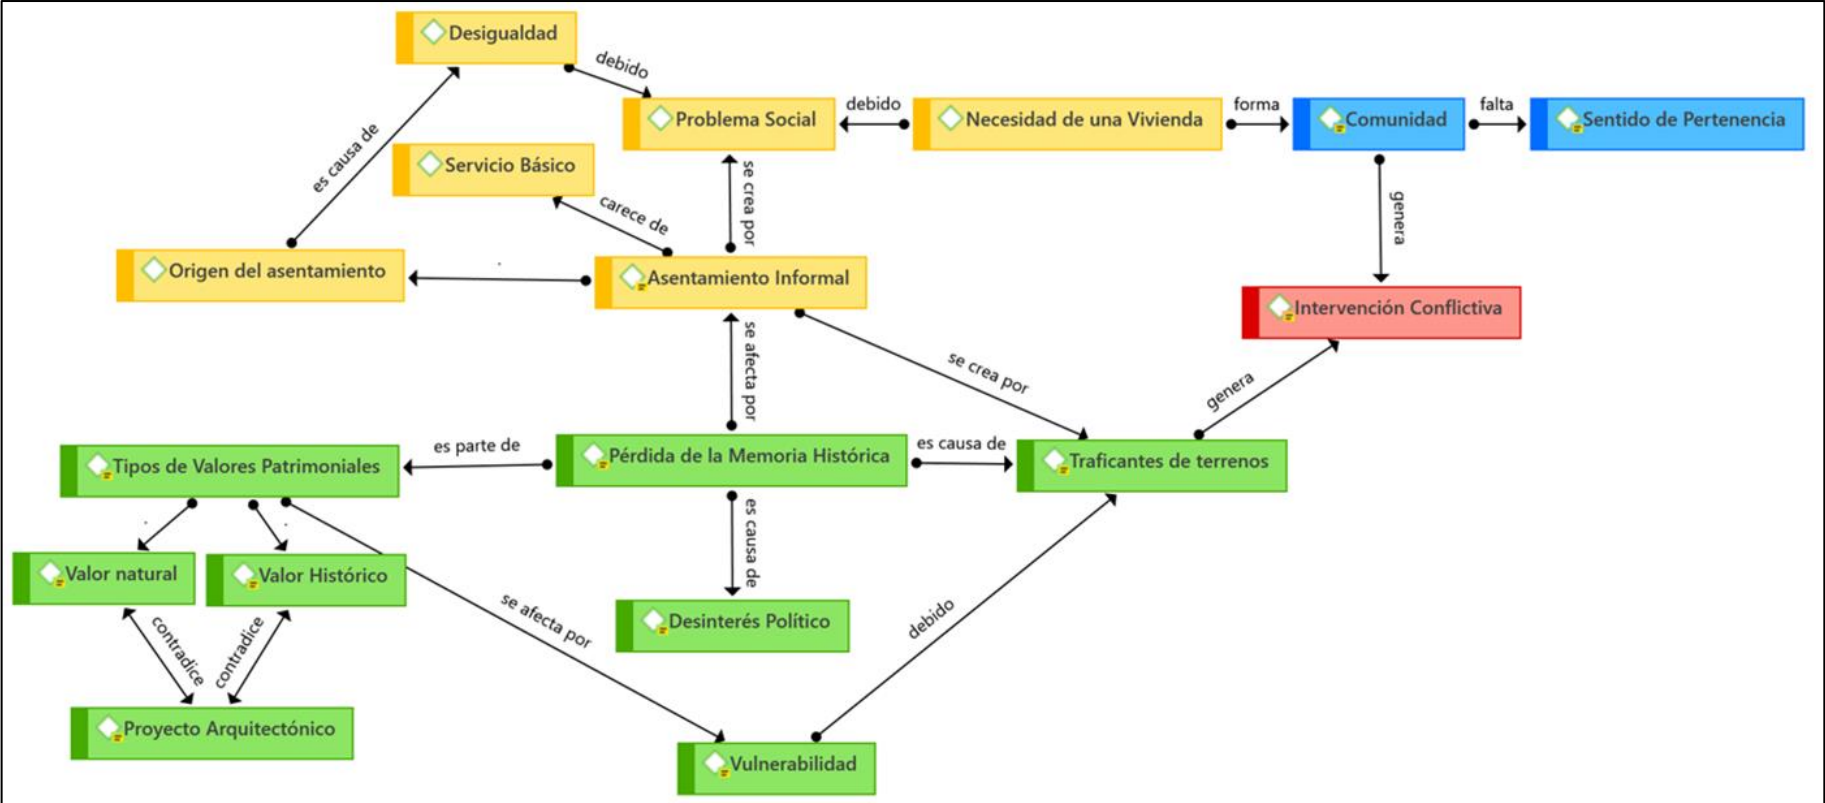 Desigualdad
debido
Problema Social
debido
Necesidad de una Vivienda
forma
Comunidad
falta
Sentido de Pertenencia
es causa de
Servicio Básico
carece de
se crea por
genera
Origen del asentamiento
.
Asentamiento Informal
Intervención Conflictiva
se afecta por
se crea por
genera
Tipos de Valores Patrimoniales
es parte de
Pérdida de la Memoria Histórica
es causa de
Traficantes de terrenos
.
.
es causa de
Valor natural
Valor Histórico
contradice
contradice
se afecta por
Desinterés Político
debido
Proyecto Arquitectónico
Vulnerabilidad